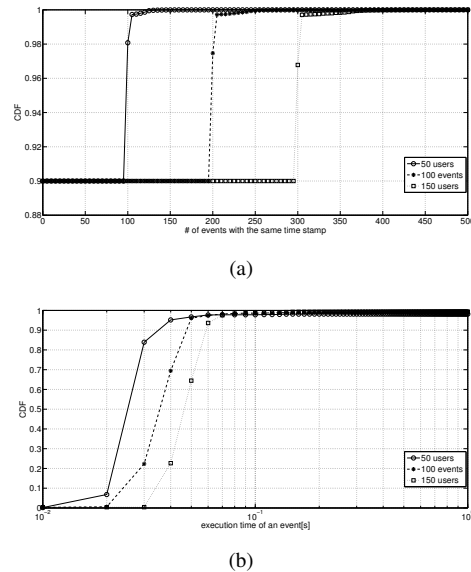 1
0.98
0.96
0.94
0.92
0.9
0.88
CDF
0 50 100 150 200 250 300 350 400 450 500
# of events with the same time stamp
50 users
100 events
150 users
(a)
1
0.9
0.8
0.7
0.6
0.5
0.4
0.3
0.2
0.1
0
CDF
10⁻² 10⁻¹ 10
execution time of an event[s]
50 users
100 events
150 users
(b)